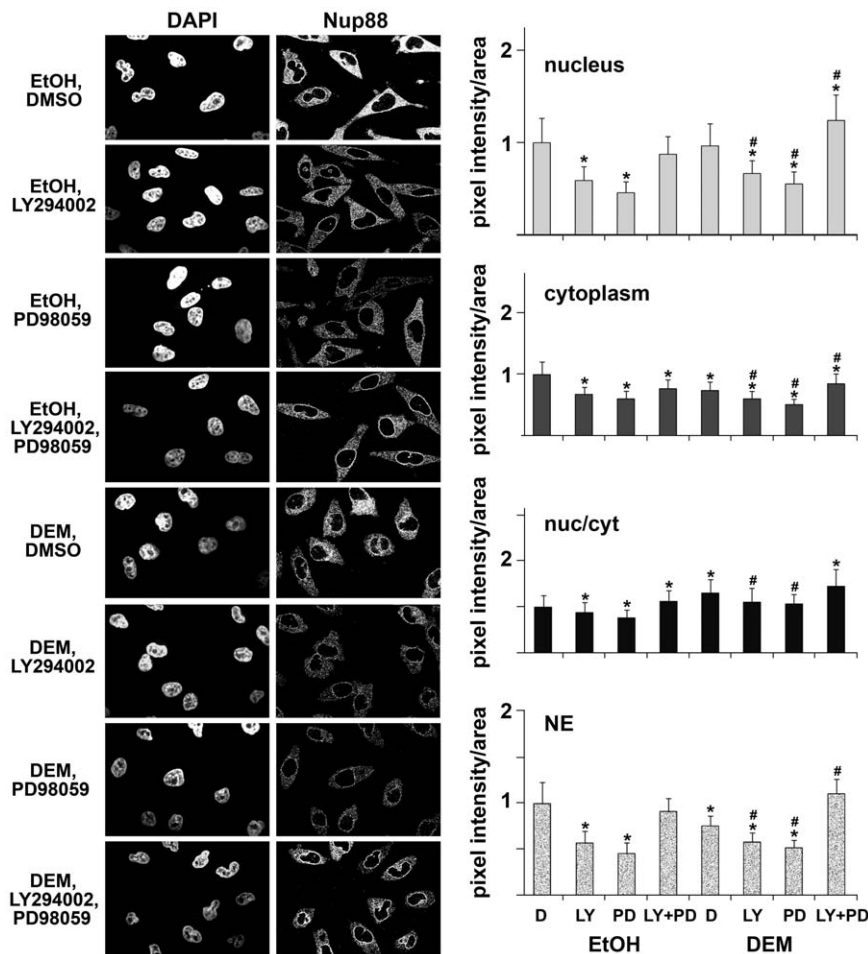 DAPI Nup88
EtOH,
DMSO
EtOH,
LY294002
EtOH,
PD98059
EtOH,
LY294002,
PD98059
DEM,
DMSO
DEM,
LY294002
DEM,
PD98059
DEM,
LY294002,
PD98059
nucleus
pixel intensity/area
2
1
* * # * # * # *
cytoplasm
pixel intensity/area
2
1
* * * * # * # * # *
nuc/cyt
pixel intensity/area
2
* * * * # # *
NE
pixel intensity/area
2
1
* * * # * # * #
D LY PD LY+PD D LY PD LY+PD
EtOH DEM